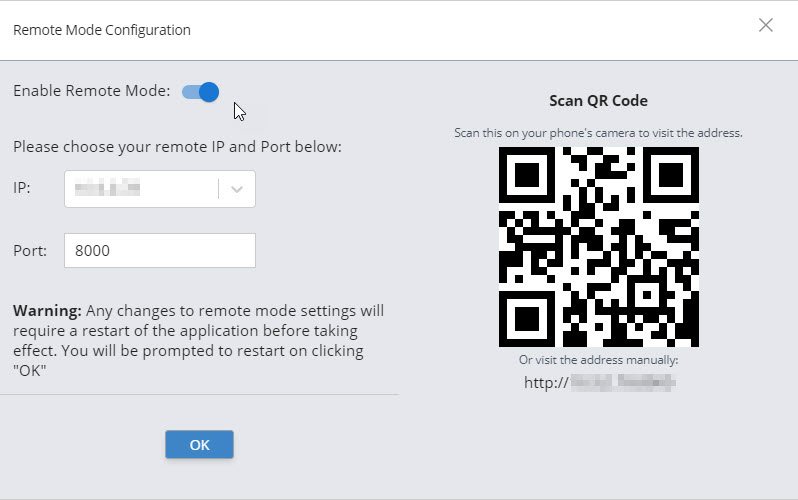 Remote Mode Configuration
Enable Remote Mode:
Please choose your remote IP and Port below:
IP:
Port: 8000
Warning: Any changes to remote mode settings will
require a restart of the application before taking
effect. You will be prompted to restart on clicking
"OK"
OK
Scan QR Code
Scan this on your phone's camera to visit the address.
Or visit the address manually:
http://